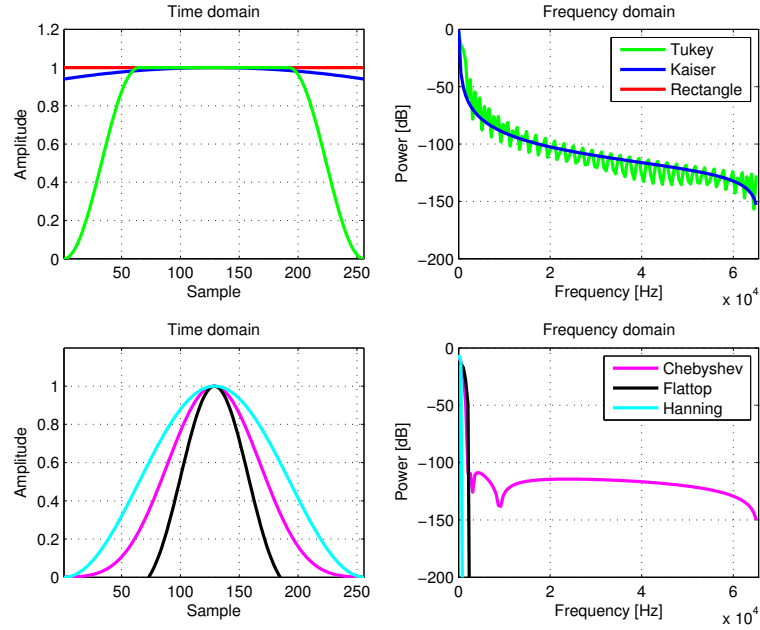 Time domain
1.2
1
0.8
0.6
0.4
0.2
0
50
100
150
200
250
Amplitude
Sample
Frequency domain
0
−50
−100
−150
−200
0
2
4
6
x 10^4
Power [dB]
Frequency [Hz]
Tukey
Kaiser
Rectangle
Time domain
1
0.8
0.6
0.4
0.2
0
50
100
150
200
250
Amplitude
Sample
Frequency domain
0
−50
−100
−150
−200
0
2
4
6
x 10^4
Power [dB]
Frequency [Hz]
Chebyshev
Flattop
Hanning